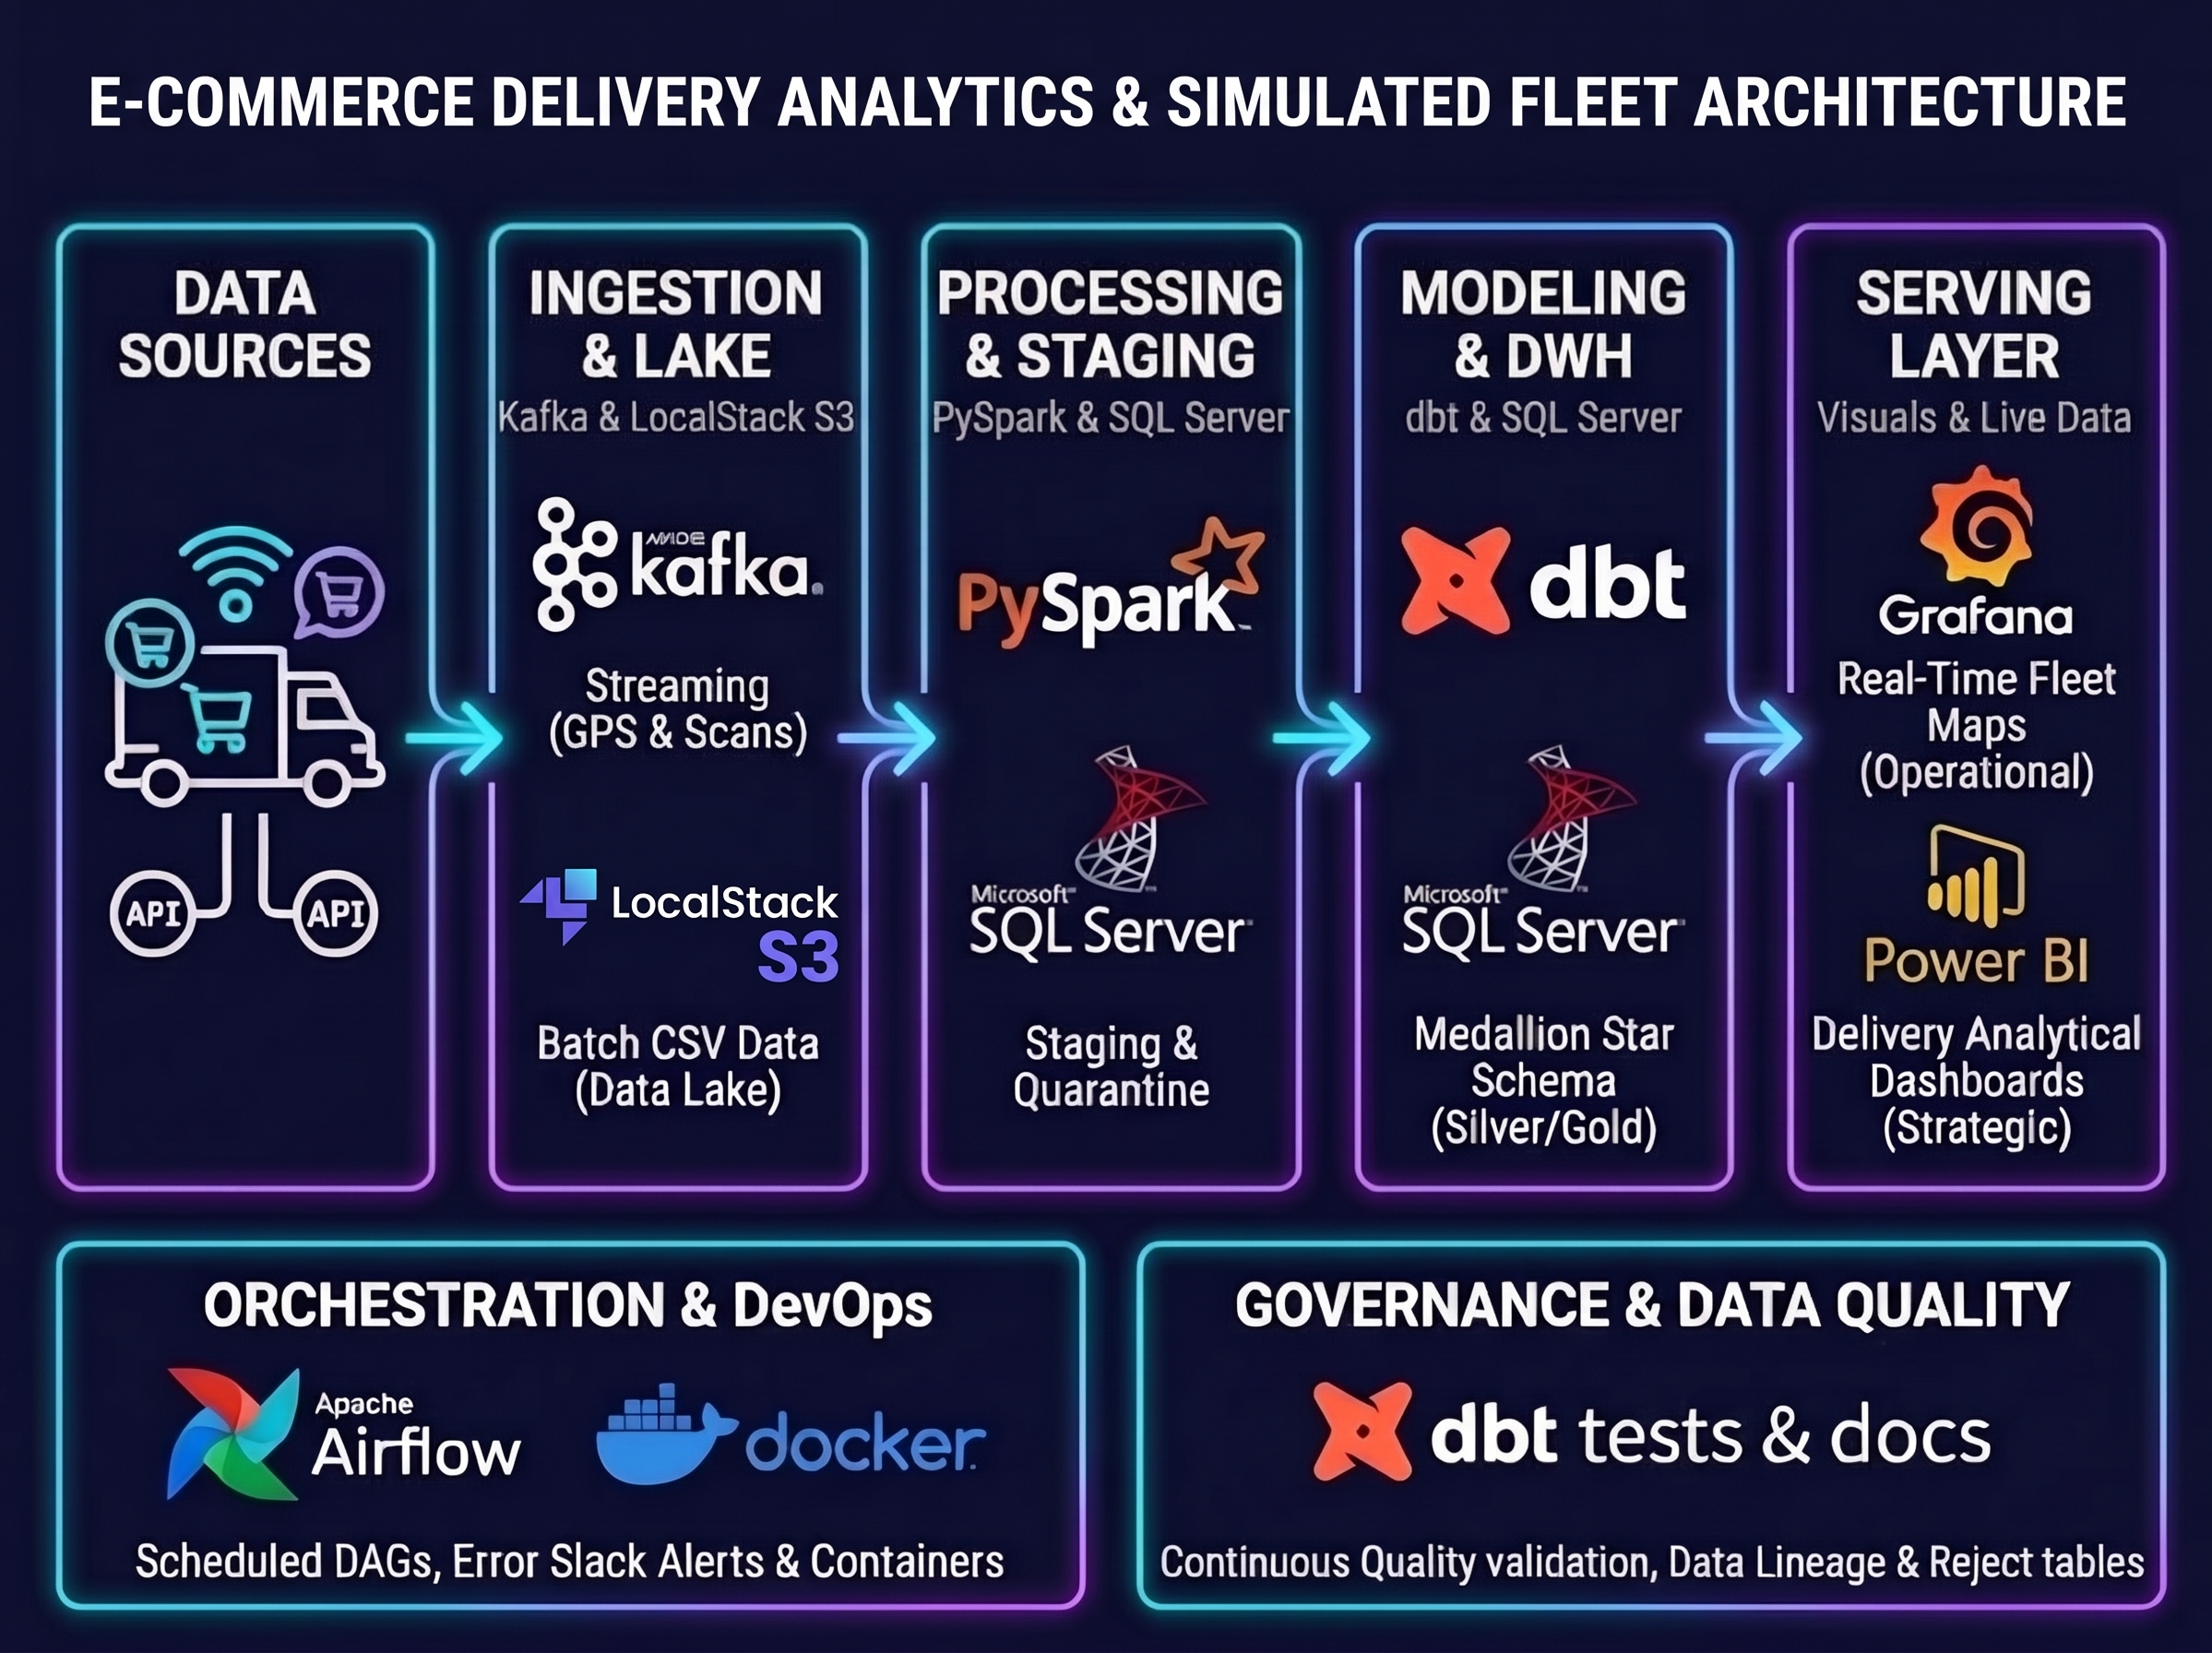 E-COMMERCE DELIVERY ANALYTICS & SIMULATED FLEET ARCHITECTURE
DATA
SOURCES
API
API
INGESTION
& LAKE
Kafka & LocalStack S3
kafka
Streaming
(GPS & Scans)
LocalStack
S3
Batch CSV Data
(Data Lake)
PROCESSING
& STAGING
PySpark & SQL Server
PySpark
Microsoft
SQL Server
Staging &
Quarantine
MODELING
& DWH
dbt & SQL Server
dbt
Microsoft
SQL Server
Medallion Star
Schema
(Silver/Gold)
SERVING
LAYER
Visuals & Live Data
Grafana
Real-Time Fleet
Maps
(Operational)
Power BI
Delivery Analytical
Dashboards
(Strategic)
ORCHESTRATION & DevOps
Apache
Airflow
docker
Scheduled DAGs, Error Slack Alerts & Containers
GOVERNANCE & DATA QUALITY
dbt tests & docs
Continuous Quality validation, Data Lineage & Reject tables